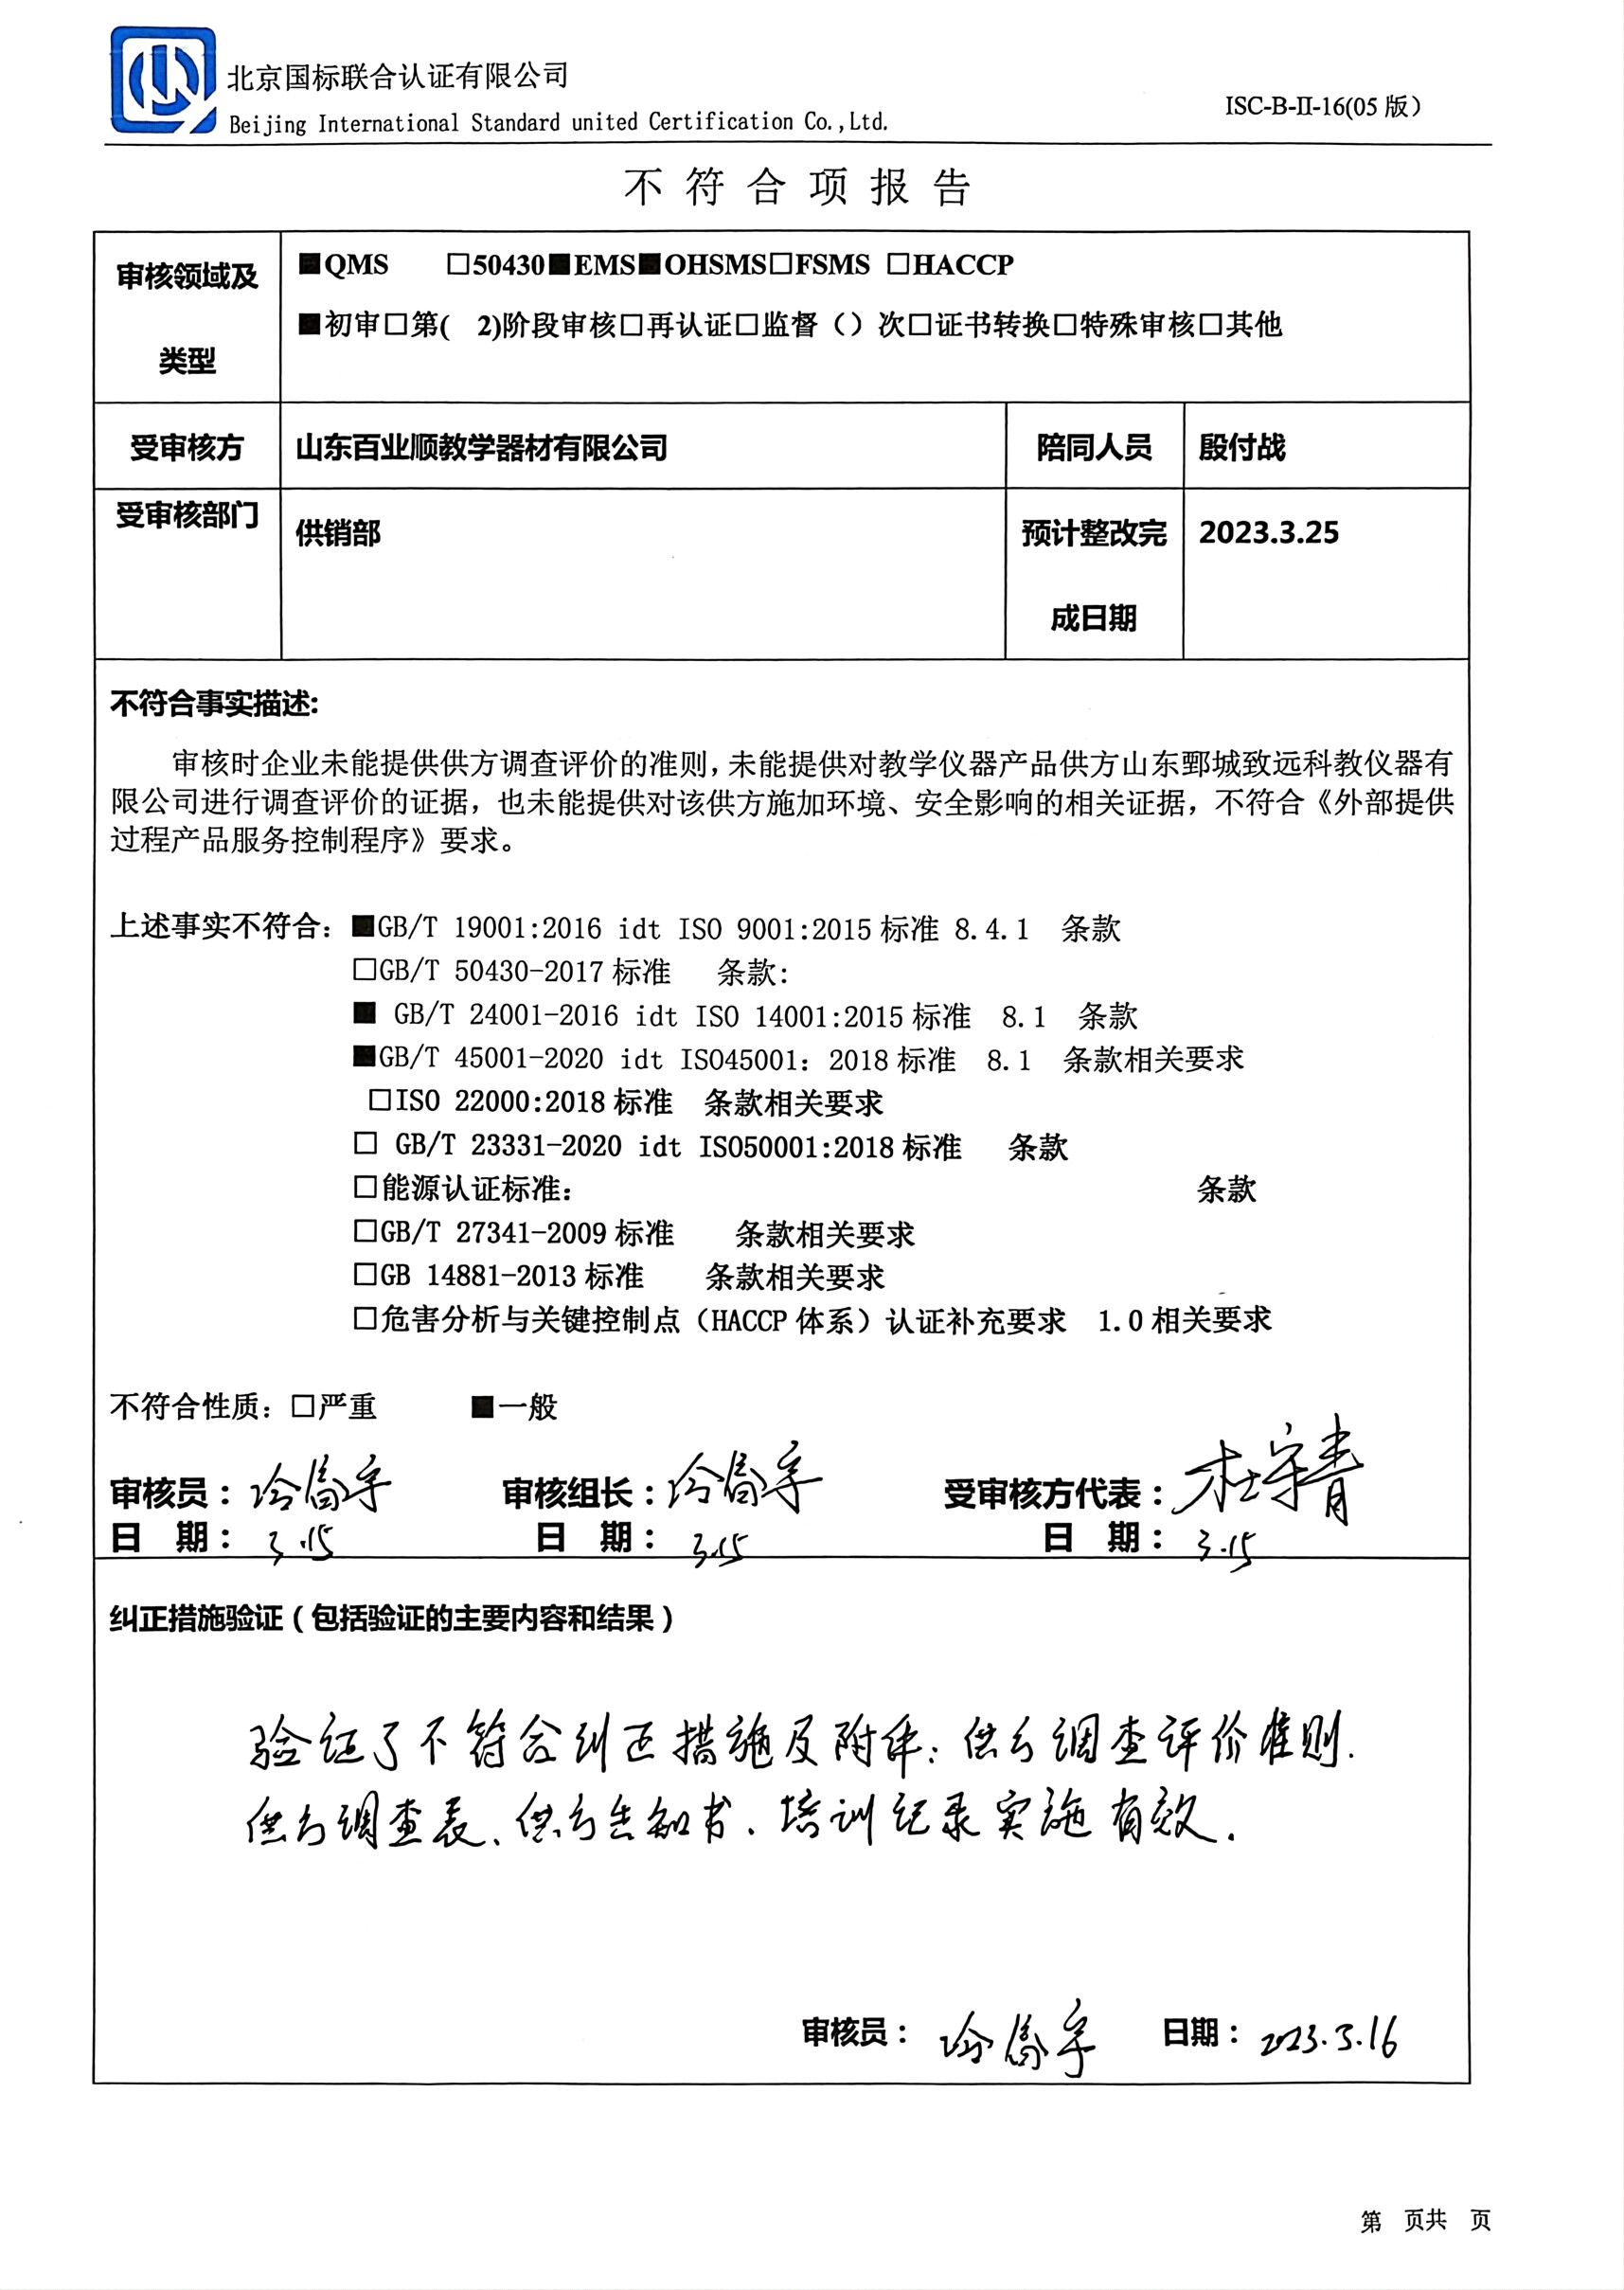 北京国标联合认证有限公司
Beijing International Standard united Certification Co.,Ltd.
ISC-B-II-16(05 版)
不 符 合 项 报 告
审核领域及类型
■QMS □50430■EMS■OHSMS□FSMS □HACCP
■初审□第( 2)阶段审核□再认证□监督（）次□证书转换□特殊审核□其他
受审核方 山东百业顺教学器材有限公司 陪同人员 殷付战
受审核部门 供销部 预计整改完成日期 2023.3.25
不符合事实描述:
审核时企业未能提供供方调查评价的准则,未能提供对教学仪器产品供方山东鄄城致远科教仪器有
限公司进行调查评价的证据，也未能提供对该供方施加环境、安全影响的相关证据，不符合《外部提供
过程产品服务控制程序》要求。
上述事实不符合：■GB/T 19001:2016 idt ISO 9001:2015 标准 8.4.1 条款
□GB/T 50430-2017 标准 条款:
■ GB/T 24001-2016 idt ISO 14001:2015 标准 8.1 条款
■GB/T 45001-2020 idt ISO45001：2018 标准 8.1 条款相关要求
□ISO 22000:2018 标准 条款相关要求
□ GB/T 23331-2020 idt ISO50001:2018 标准 条款
□能源认证标准： 条款
□GB/T 27341-2009 标准 条款相关要求
□GB 14881-2013 标准 条款相关要求
□危害分析与关键控制点（HACCP 体系）认证补充要求 1.0 相关要求
不符合性质：□严重 ■一般
审核员： 审核组长： 受审核方代表：
日 期：3.15 日 期：3.15 日 期：3.15
纠正措施验证（包括验证的主要内容和结果）
验证了不符合纠正措施及附件：供方调查评价准则.
供方调查表、供方告知书、培训记录实施有效.
审核员： 日期：2023.3.16
第 页共 页